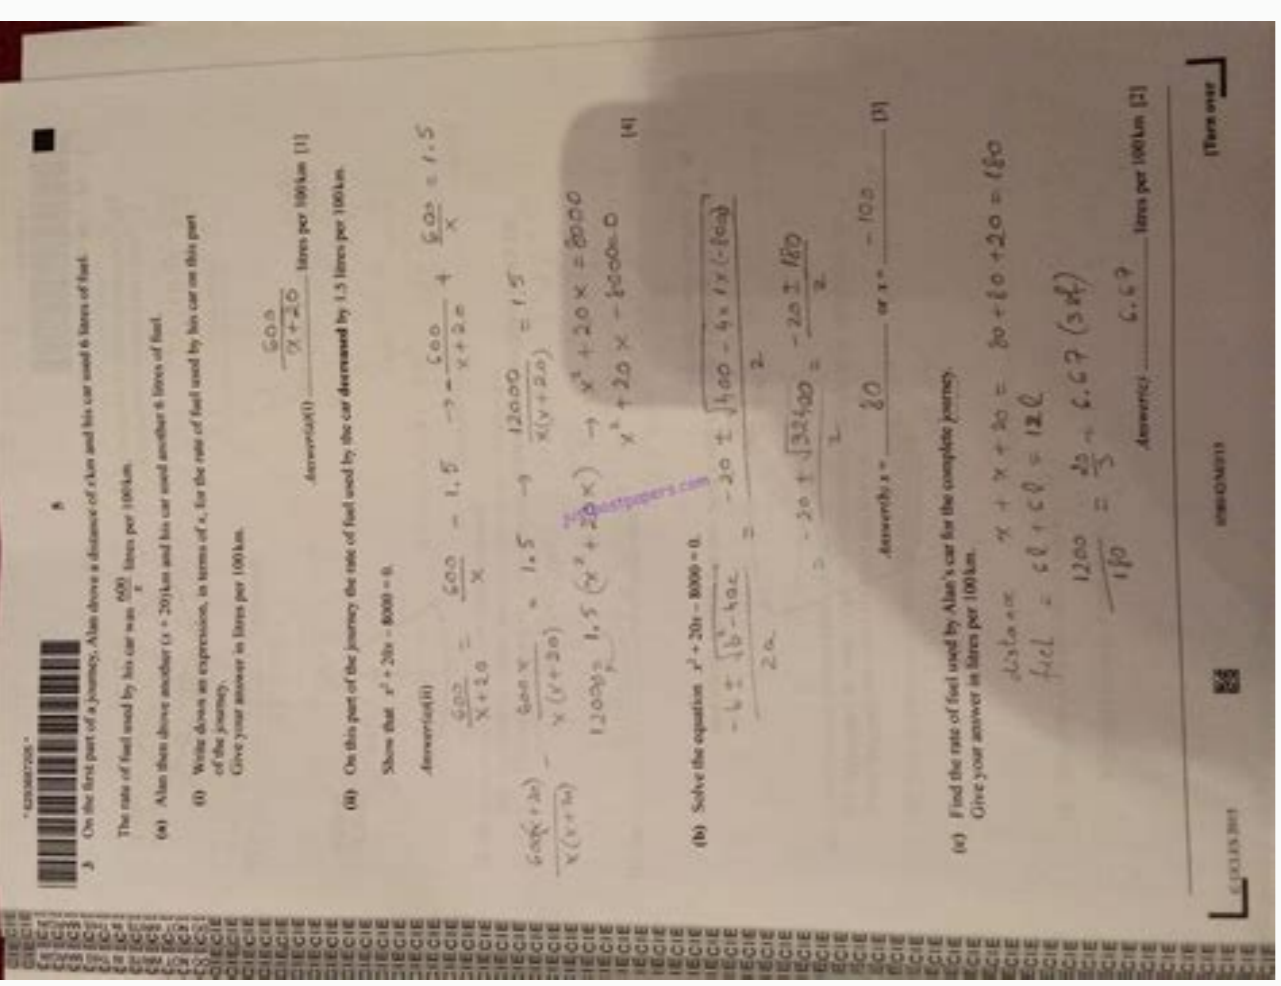 * 6293687205 *
5
3 On the first part of a journey, Alan drove a distance of x km and his car used 6 litres of fuel.
The rate of fuel used by his car was 600/x litres per 100 km.
(a) Alan then drove another (x + 20) km and his car used another 6 litres of fuel.
(i) Write down an expression, in terms of x, for the rate of fuel used by his car on this part
of the journey.
Give your answer in litres per 100 km.
600/(x+20)
Answer(a)(i) litres per 100 km [1]
(ii) On this part of the journey the rate of fuel used by the car decreased by 1.5 litres per 100 km.
Show that x² + 20x – 8000 = 0.
Answer(a)(ii)
600/(x+20) = 600/x - 1.5 → - 600/(x+20) + 600/x = 1.5
600(x+20)/x(x+20) - 600x/x(x+20) = 1.5 → 12000/x(x+20) = 1.5
12000 = 1.5 (x² + 20x) → x² + 20x = 8000
x² + 20x - 8000=0
[4]
(b) Solve the equation x² + 20x – 8000 = 0.
-b ± √b²-4ac / 2a = -20 ± √400 - 4x1x(-8000) / 2
= -20 ± √32400 / 2 = -20 ± 180 / 2
Answer(b) x = 80 or x = -100 [3]
(c) Find the rate of fuel used by Alan's car for the complete journey.
Give your answer in litres per 100 km.
distance x + x + 20 = 80+80+20=180
fuel = 6l + 6l = 12l
1200/180 = 20/3 = 6.67 (3sf)
Answer(c) 6.67 litres per 100 km [2]
© UCLES 2015
0580/42/M/J/15
[Turn over